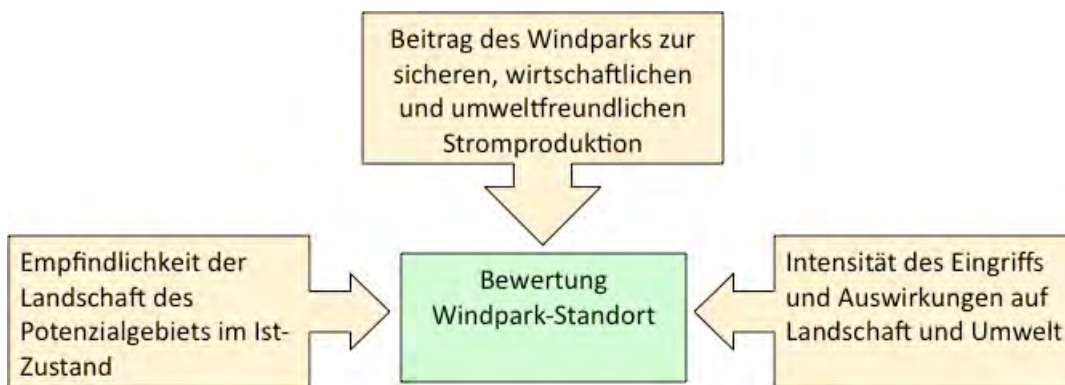 Beitrag des Windparks zur
sicheren, wirtschaftlichen
und umweltfreundlichen
Stromproduktion
Empfindlichkeit der
Landschaft des
Potenzialgebiets im Ist-
Zustand
Bewertung
Windpark-Standort
Intensität des Eingriffs
und Auswirkungen auf
Landschaft und Umwelt